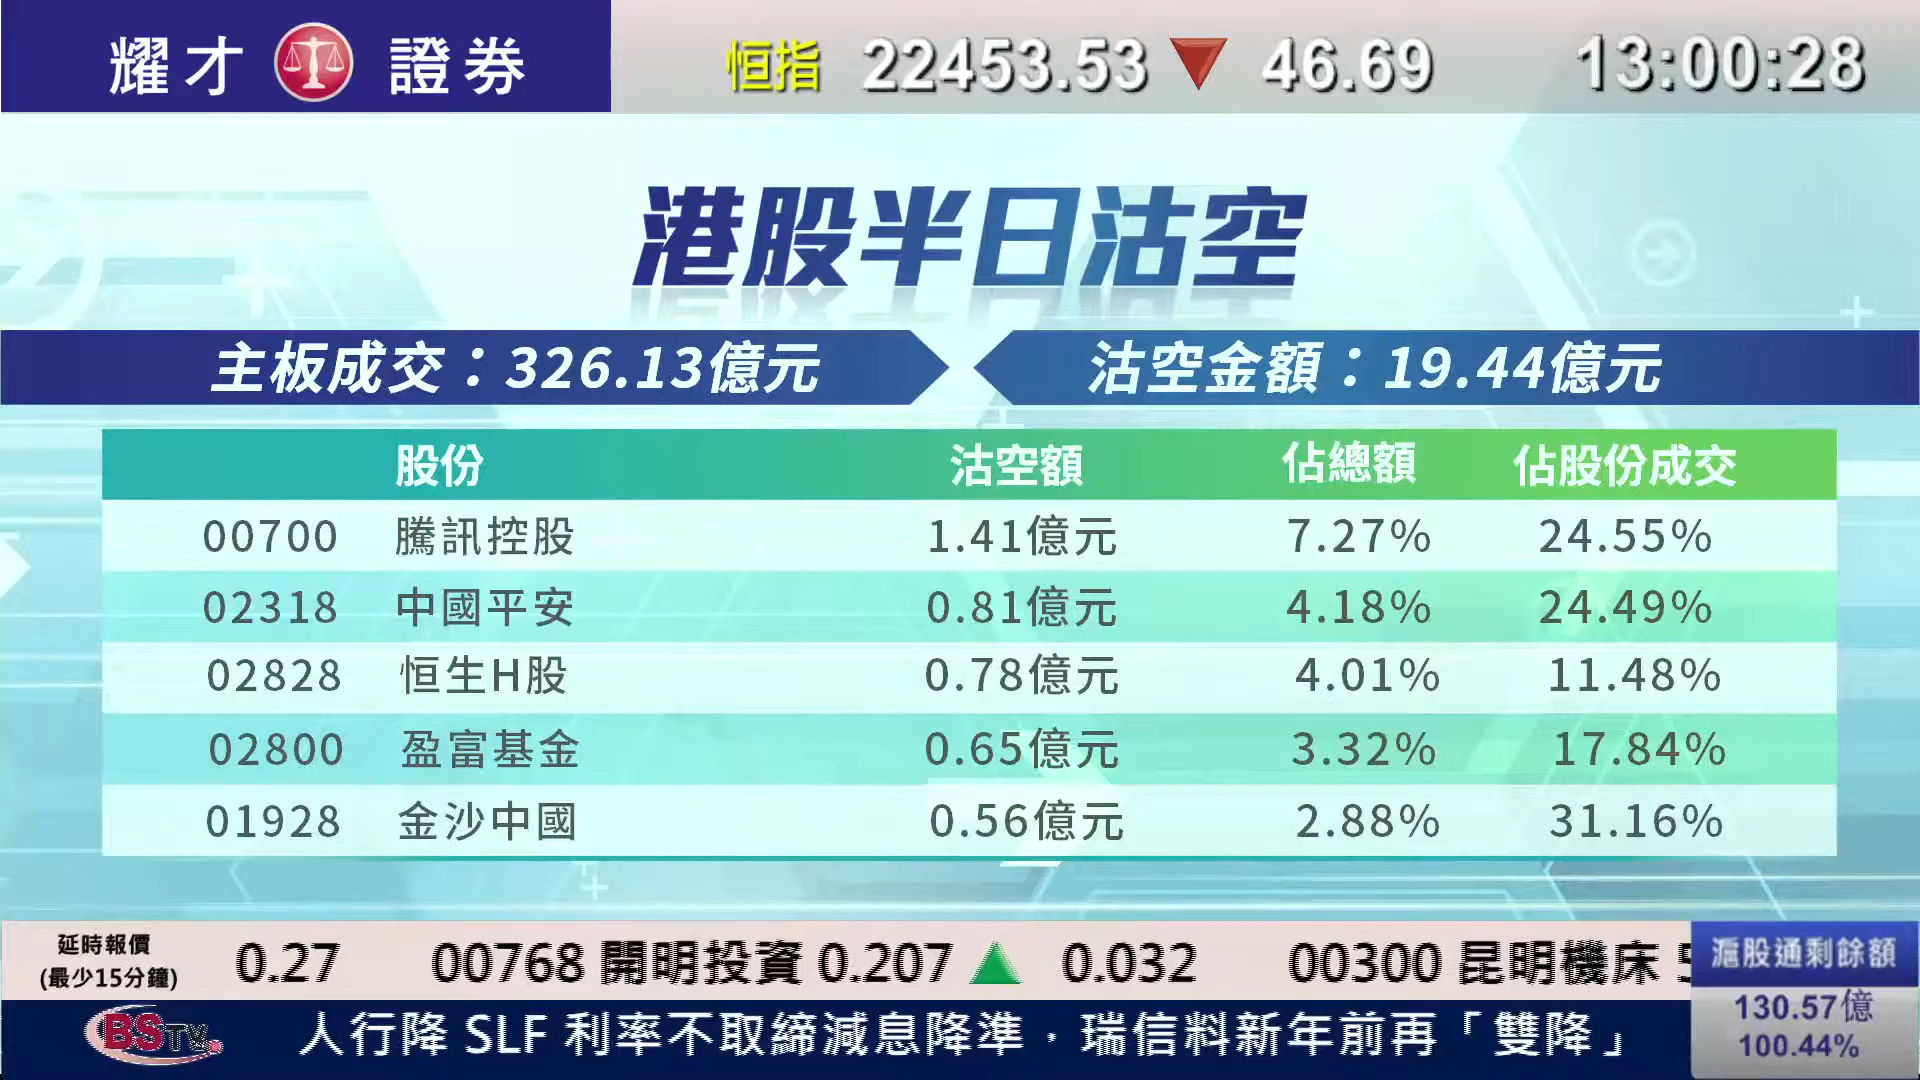 耀才證券
恒指 22453.53 ▼ 46.69 13:00:28
港股半日沽空
主板成交：326.13億元 沽空金額：19.44億元
股份 沽空額 佔總額 佔股份成交
00700 騰訊控股 1.41億元 7.27% 24.55%
02318 中國平安 0.81億元 4.18% 24.49%
02828 恒生H股 0.78億元 4.01% 11.48%
02800 盈富基金 0.65億元 3.32% 17.84%
01928 金沙中國 0.56億元 2.88% 31.16%
延時報價
(最少15分鐘)
0.27 00768 開明投資 0.207 ▲ 0.032 00300 昆明機床
滬股通剩餘額
130.57億
100.44%
BSTV
人行降 SLF 利率不取締減息降準．瑞信料新年前再「雙降」